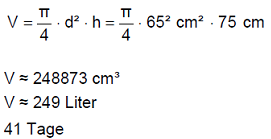 V = π/4 · d² · h = π/4 · 65² cm² · 75 cm
V ≈ 248873 cm³
V ≈ 249 Liter
41 Tage